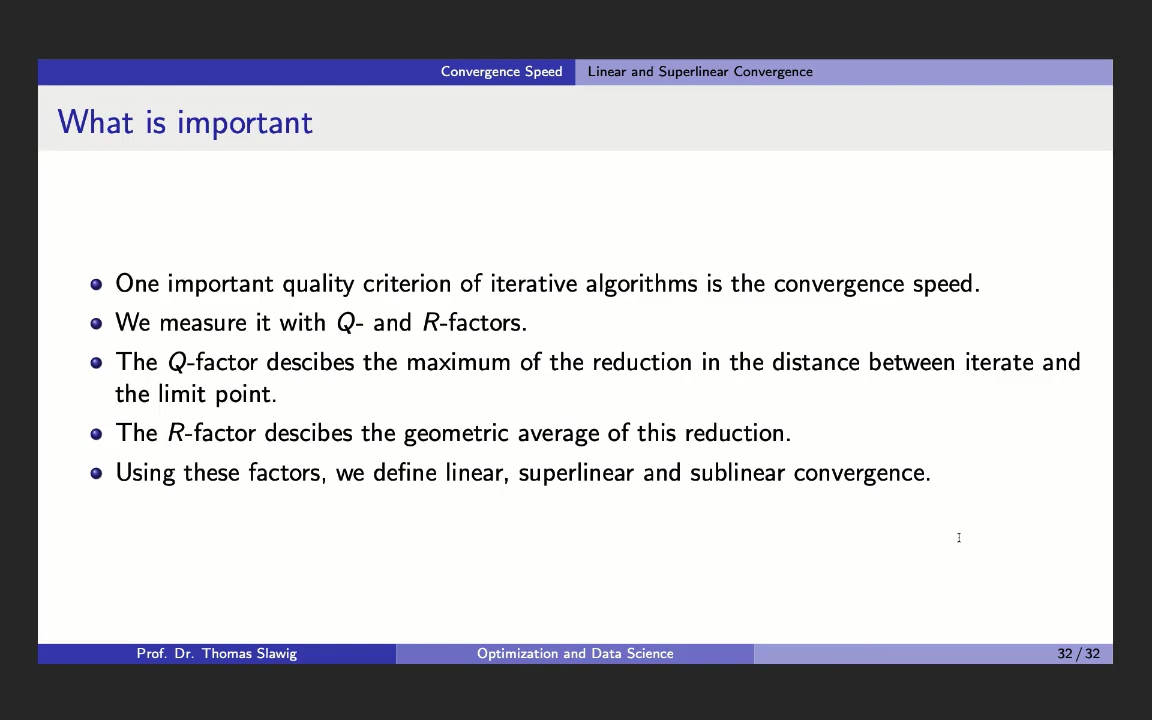 Convergence Speed Linear and Superlinear Convergence
What is important
One important quality criterion of iterative algorithms is the convergence speed.
We measure it with Q- and R-factors.
The Q-factor descibes the maximum of the reduction in the distance between iterate and
the limit point.
The R-factor descibes the geometric average of this reduction.
Using these factors, we define linear, superlinear and sublinear convergence.
Prof. Dr. Thomas Slawig Optimization and Data Science 32 / 32